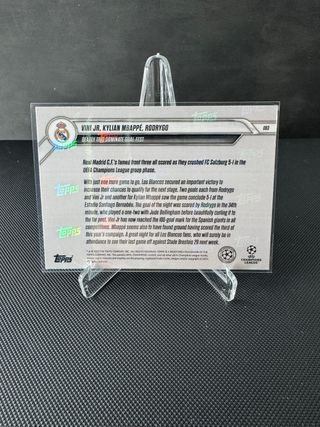 VINI JR, KYLIAN MBAPPÉ, RODRYGO
083
DEADLY TRIO DOMINATE GOAL-FEST
Real Madrid C.F.'s famed front three all scored as they crushed FC Salzburg 5-1 in the
UEFA Champions League group phase.
With just one more game to go, Los Blancos secured an important victory to
increase their chances to qualify for the next stage. Two goals each from Rodrygo
and Vini Jr and another for Kylian Mbappé saw the game conclude 5-1 at the
Estadio Santiago Bernabéu. The goal of the night was scored by Rodrygo in the 34th
minute, who played a one-two with Jude Bellingham before beautifully curling it to
the far post. Vini Jr has now reached the 100-goal mark for the Spanish giants in all
competitions. Mbappé seems also to have found ground having scored the third of
this year's campaign. A great night for all Los Blancos fans, who will surely be in
attendance to see their last game off against Stade Brestois 29 next week.
Topps
Topps
Topps
Topps
UEFA
CHAMPIONS
LEAGUE